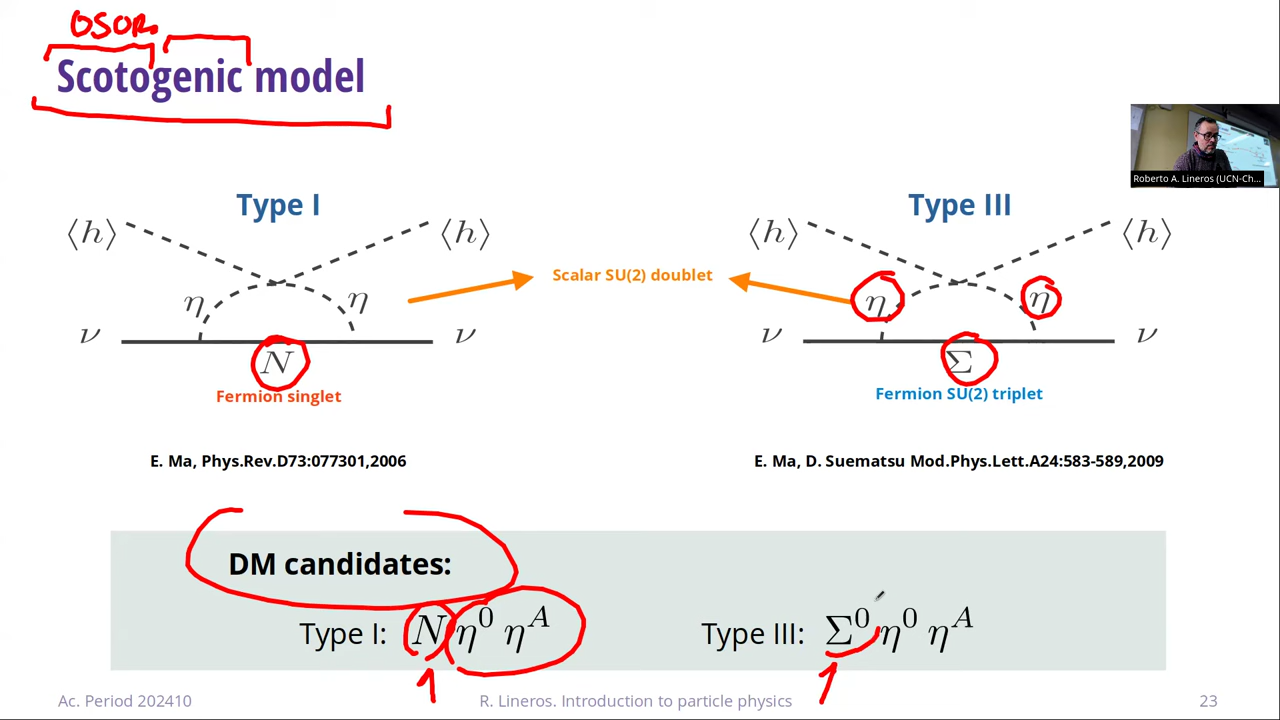 OSOR
Scotogenic model
Roberto A. Lineros (UCN-Ch...
Type I
Type III
⟨h⟩ ⟨h⟩ ⟨h⟩ ⟨h⟩
Scalar SU(2) doublet
η η η η
ν ν ν ν
N Σ
Fermion singlet
Fermion SU(2) triplet
E. Ma, Phys.Rev.D73:077301,2006
E. Ma, D. Suematsu Mod.Phys.Lett.A24:583-589,2009
DM candidates:
Type I: N η⁰ ηᴬ
Type III: Σ⁰ η⁰ ηᴬ
Ac. Period 202410
R. Lineros. Introduction to particle physics
23